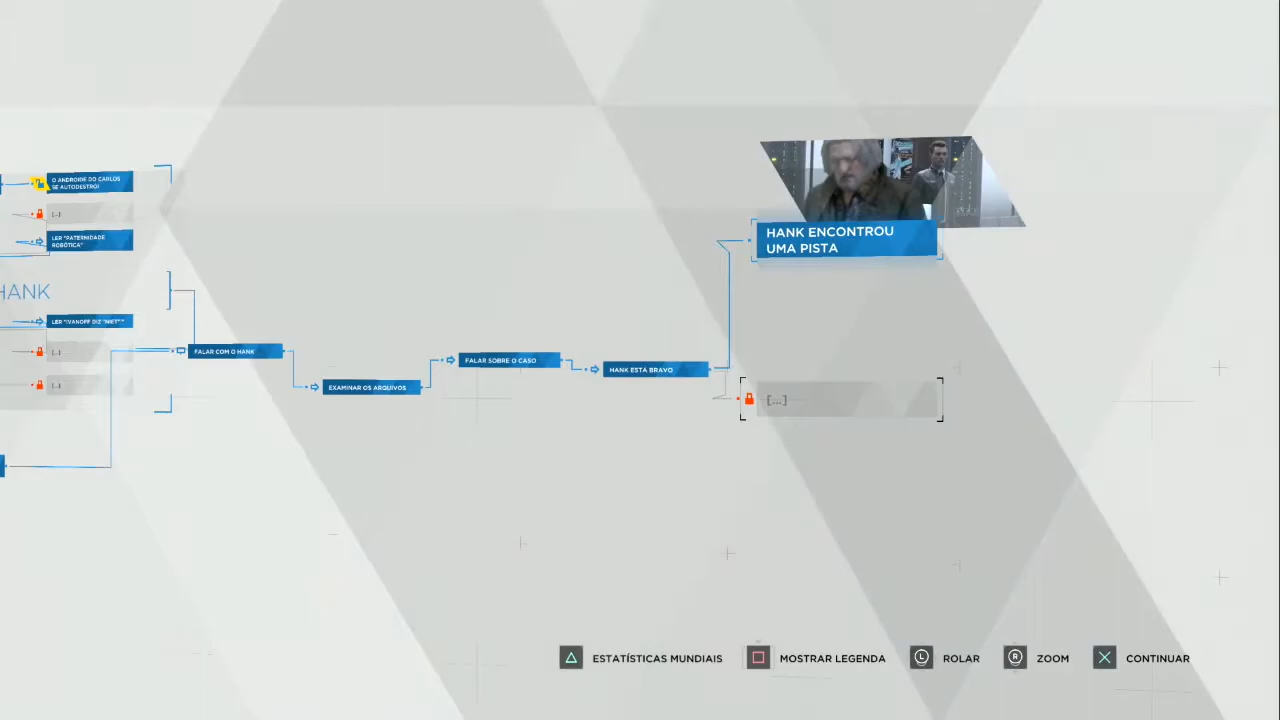 O ANDROIDE DO CARLOS
SE AUTODESTRÓI
[...]
LER "PATERNIDADE
ROBÓTICA"
HANK
LER "IVANOFF DIZ "NIET""
[...]
[...]
FALAR COM O HANK
EXAMINAR OS ARQUIVOS
FALAR SOBRE O CASO
HANK ESTÁ BRAVO
HANK ENCONTROU
UMA PISTA
[...]
ESTATÍSTICAS MUNDIAIS
MOSTRAR LEGENDA
L
ROLAR
R
ZOOM
CONTINUAR